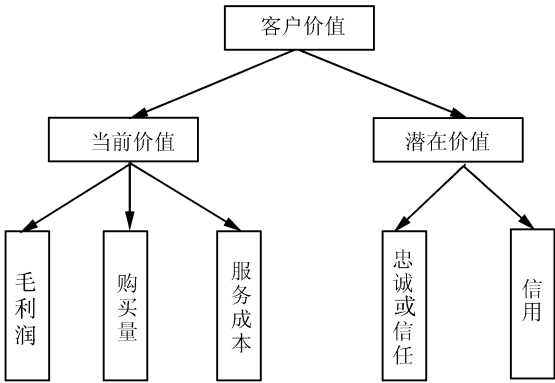 客户价值
当前价值
潜在价值
毛利润
购买量
服务成本
忠诚或信任
信用